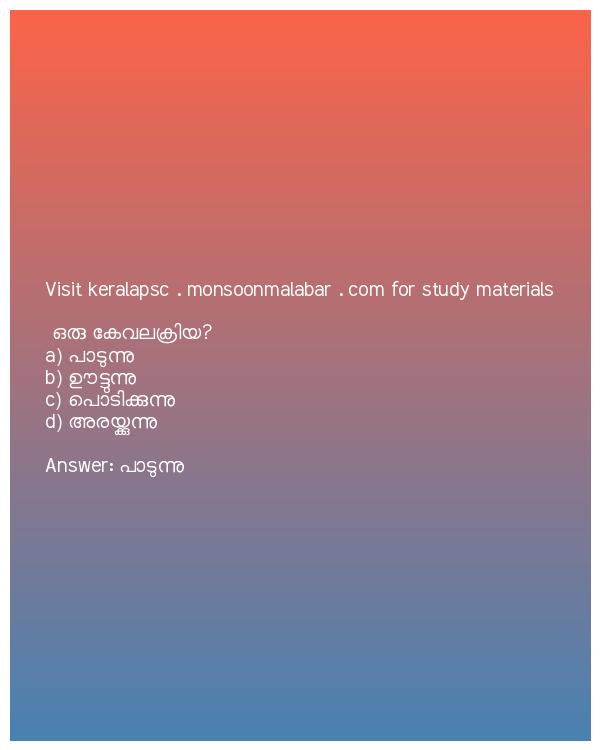 Visit keralapsc . monsoonmalabar . com for study materials
ഒരു കേവലക്രിയ?
a) പാടുന്നു
b) ഊട്ടുന്നു
c) പൊടിക്കുന്നു
d) അരയ്ക്കുന്നു
Answer: പാടുന്നു